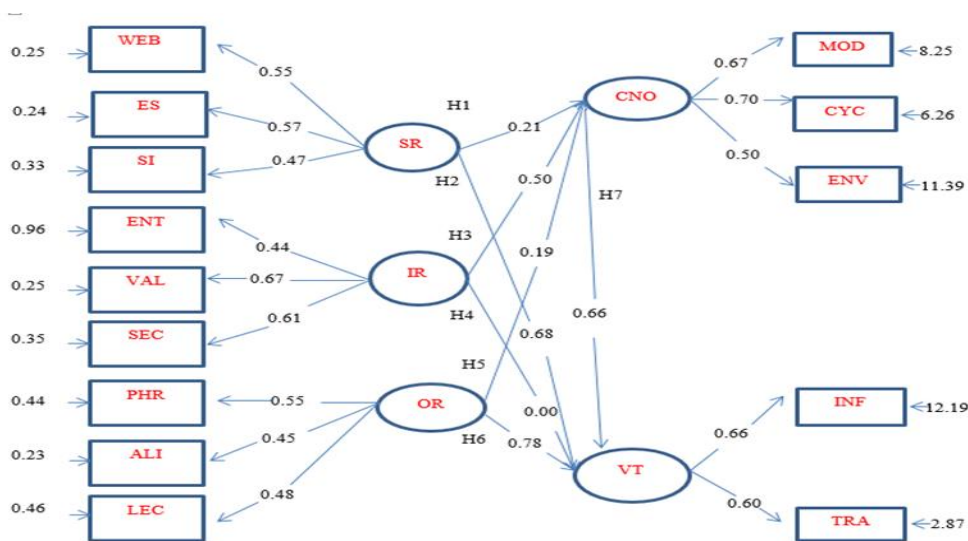 WEB
0.25
0.55
ES
0.24
0.57
SI
0.33
0.47
ENT
0.96
0.44
VAL
0.25
0.67
SEC
0.35
0.61
PHR
0.44
0.55
ALI
0.23
0.45
LEC
0.46
0.48
SR
IR
OR
H1
0.21
H2
H3
0.50
H4
0.19
H5
0.68
H6
0.00
0.78
H7
0.66
CNO
VT
0.67
MOD
8.25
0.70
CYC
6.26
0.50
ENV
11.39
0.66
INF
12.19
0.60
TRA
2.87